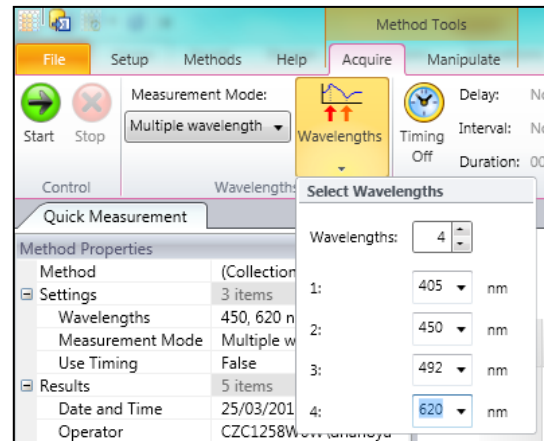 Method Tools
File Setup Methods Help Acquire Manipulate
Start Stop
Control
Measurement Mode:
Multiple wavelength
Wavelengths
Wavelengths
Timing
Off
Delay:
Interval:
Duration: 00
Select Wavelengths
Wavelengths: 4
1: 405 nm
2: 450 nm
3: 492 nm
4: 620 nm
Quick Measurement
Method Properties
Method (Collection
Settings 3 items
Wavelengths 450, 620 n
Measurement Mode Multiple w
Use Timing False
Results 5 items
Date and Time 25/03/201
Operator